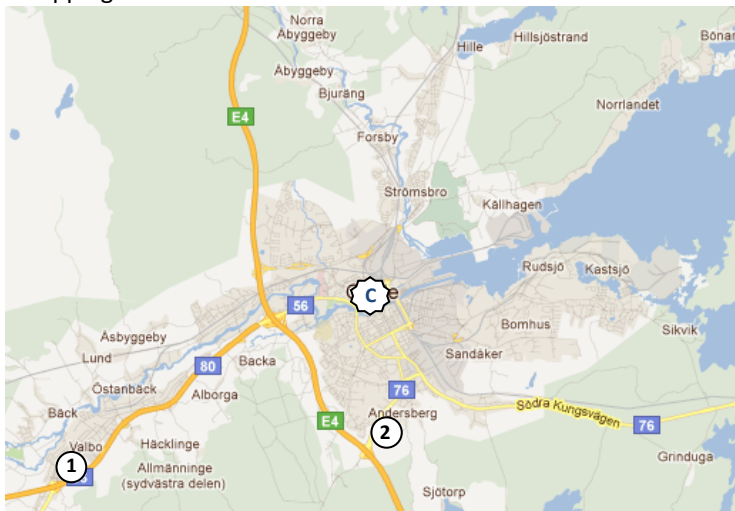 Norra
Åbyggeby
Hille
Hillsjöstrand
Åbyggeby
Bjuräng
E4
Norrlandet
Forsby
Strömsbro
Källhagen
Rudsjö
Kastsjö
C
56
Bomhus
Sikvik
Åsbyggeby
Lund
80
Backa
Sandåker
Östanbäck
Alborga
76
Bäck
E4
Andersberg
Södra Kungsvägen
76
Valbo
Häcklinge
2
1
Allmänninge
(sydvästra delen)
Grinduga
Sjötorp